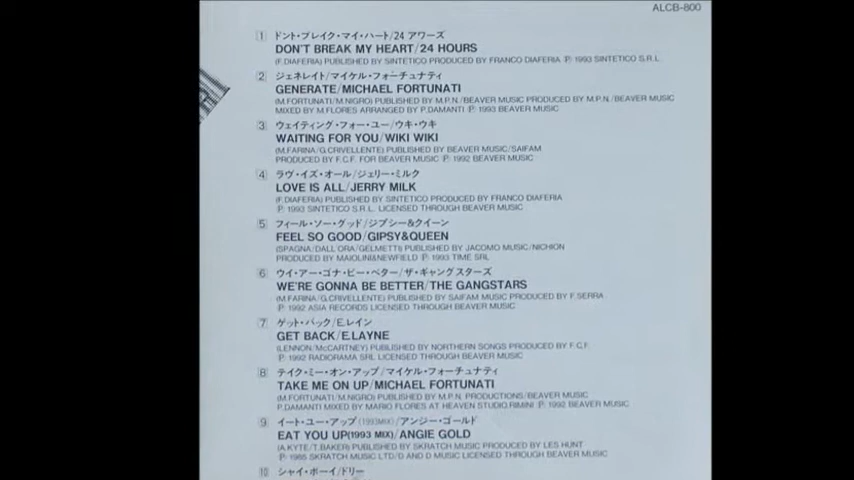 ALCB-800
1 ドント・ブレイク・マイ・ハート/24 アワーズ
DON'T BREAK MY HEART/24 HOURS
(F.DIAFERIA) PUBLISHED BY SINTETICO PRODUCED BY FRANCO DIAFERIA ℗ 1993 SINTETICO S.R.L
2 ジェネレイト/マイケル・フォーチュナティ
GENERATE/MICHAEL FORTUNATI
(M.FORTUNATI/M.NIGRO) PUBLISHED BY M.P.N./BEAVER MUSIC PRODUCED BY M.P.N./BEAVER MUSIC
MIXED BY M.FLORES ARRANGED BY P.DAMANTI ℗ 1993 BEAVER MUSIC
3 ウェイティング・フォー・ユー/ウキ・ウキ
WAITING FOR YOU/WIKI WIKI
(M.FARINA/G.CRIVELLENTE) PUBLISHED BY BEAVER MUSIC/SAIFAM
PRODUCED BY F.C.F. FOR BEAVER MUSIC ℗ 1992 BEAVER MUSIC
4 ラヴ・イズ・オール/ジェリー・ミルク
LOVE IS ALL/JERRY MILK
(F.DIAFERIA) PUBLISHED BY SINTETICO PRODUCED BY FRANCO DIAFERIA
℗ 1993 SINTETICO S.R.L. LICENSED THROUGH BEAVER MUSIC
5 フィール・ソー・グッド/ジプシー&クイーン
FEEL SO GOOD/GIPSY&QUEEN
(SPAGNA/DALL'ORA/GELMETTI) PUBLISHED BY JACOMO MUSIC/NICHION
PRODUCED BY MAIOLINI&NEWFIELD ℗ 1993 TIME SRL
6 ウイ・アー・ゴナ・ビー・ベター/ザ・ギャングスターズ
WE'RE GONNA BE BETTER/THE GANGSTARS
(M.FARINA/G.CRIVELLENTE) PUBLISHED BY SAIFAM MUSIC PRODUCED BY F.SERRA
℗ 1992 ASIA RECORDS LICENSED THROUGH BEAVER MUSIC
7 ゲット・バック/E.レイン
GET BACK/E.LAYNE
(LENNON/McCARTNEY) PUBLISHED BY NORTHERN SONGS PRODUCED BY F.C.F
℗ 1992 RADIORAMA SRL LICENSED THROUGH BEAVER MUSIC
8 テイク・ミー・オン・アップ/マイケル・フォーチュナティ
TAKE ME ON UP/MICHAEL FORTUNATI
(M.FORTUNATI/M.NIGRO) PUBLISHED BY M.P.N. PRODUCTIONS/BEAVER MUSIC
P.DAMANTI MIXED BY MARIO FLORES AT HEAVEN STUDIO RIMINI ℗ 1992 BEAVER MUSIC
9 イート・ユー・アップ(1993MIX)/アンジー・ゴールド
EAT YOU UP(1993 MIX)/ANGIE GOLD
(A.KYTE/T.BAKER) PUBLISHED BY SKRATCH MUSIC PRODUCED BY LES HUNT
℗ 1985 SKRATCH MUSIC LTD/D AND D MUSIC LICENSED THROUGH BEAVER MUSIC
10 シャイ・ボーイ/ドリー